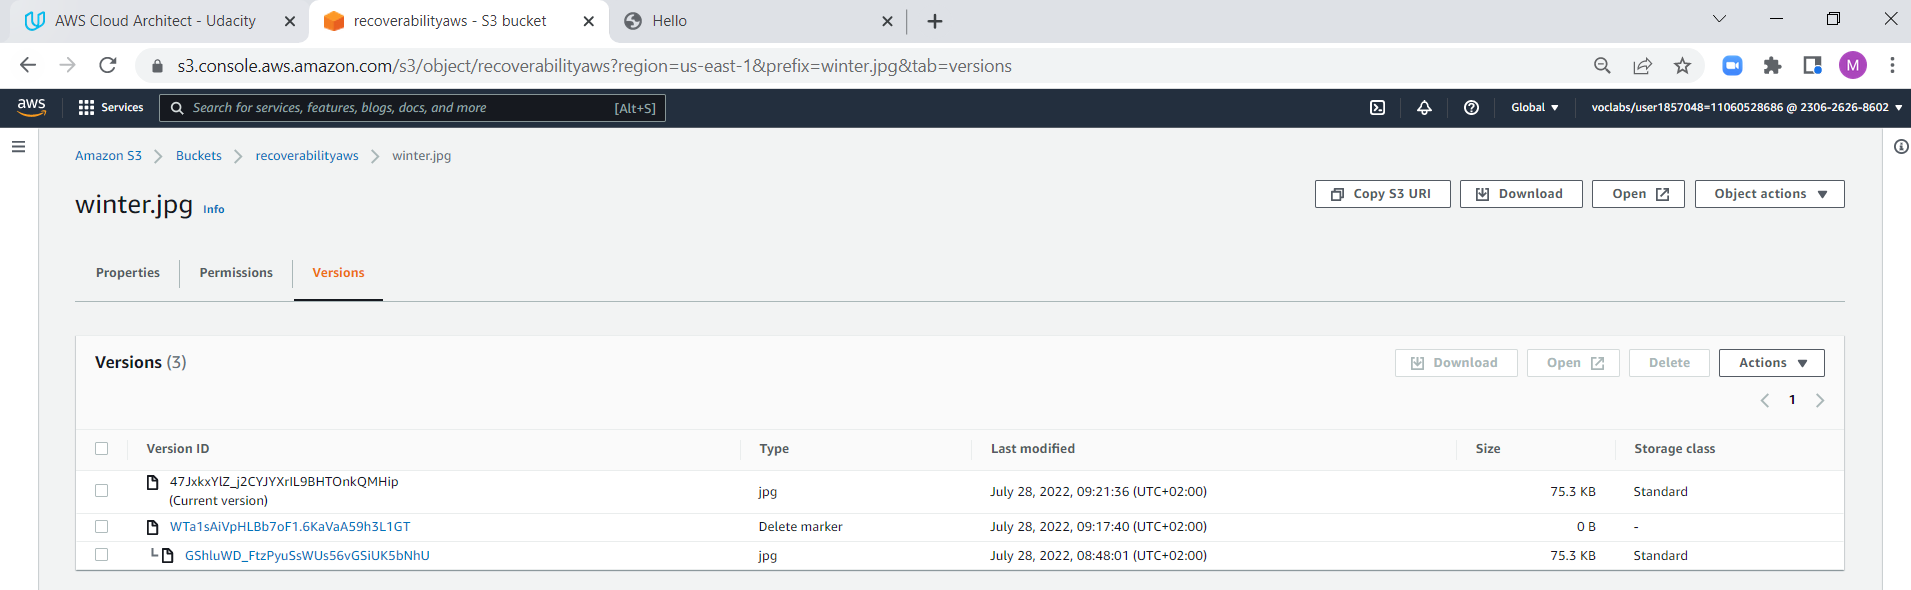 AWS Cloud Architect - Udacity
recoverabilityaws - S3 bucket
Hello
s3.console.aws.amazon.com/s3/object/recoverabilityaws?region=us-east-1&prefix=winter.jpg&tab=versions
M
aws
Services
Search for services, features, blogs, docs, and more
[Alt+S]
Global
voclabs/user1857048=11060528686 @ 2306-2626-8602
Amazon S3
Buckets
recoverabilityaws
winter.jpg
winter.jpg
Info
Copy S3 URI
Download
Open
Object actions
Properties
Permissions
Versions
Versions (3)
Download
Open
Delete
Actions
1
Version ID
Type
Last modified
Size
Storage class
47JxkxYlZ_j2CYJYXrIL9BHTOnkQMHip
(Current version)
jpg
July 28, 2022, 09:21:36 (UTC+02:00)
75.3 KB
Standard
WTa1sAiVpHLBb7oF1.6KaVaA59h3L1GT
Delete marker
July 28, 2022, 09:17:40 (UTC+02:00)
0 B
-
GShluWD_FtzPyuSsWUs56vGSiUK5bNhU
jpg
July 28, 2022, 08:48:01 (UTC+02:00)
75.3 KB
Standard